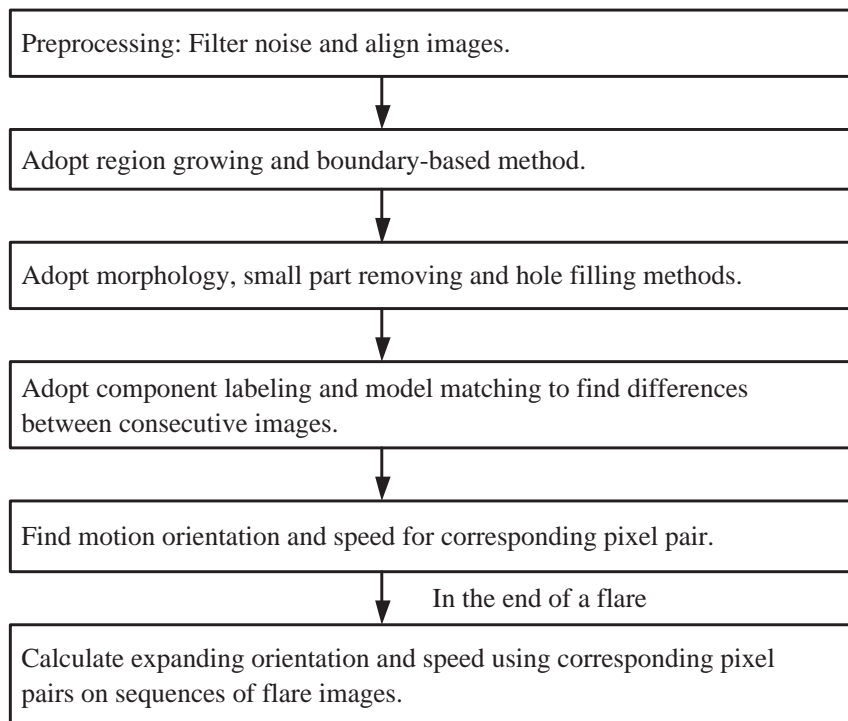 Preprocessing: Filter noise and align images.
Adopt region growing and boundary-based method.
Adopt morphology, small part removing and hole filling methods.
Adopt component labeling and model matching to find differences
between consecutive images.
Find motion orientation and speed for corresponding pixel pair.
In the end of a flare
Calculate expanding orientation and speed using corresponding pixel
pairs on sequences of flare images.